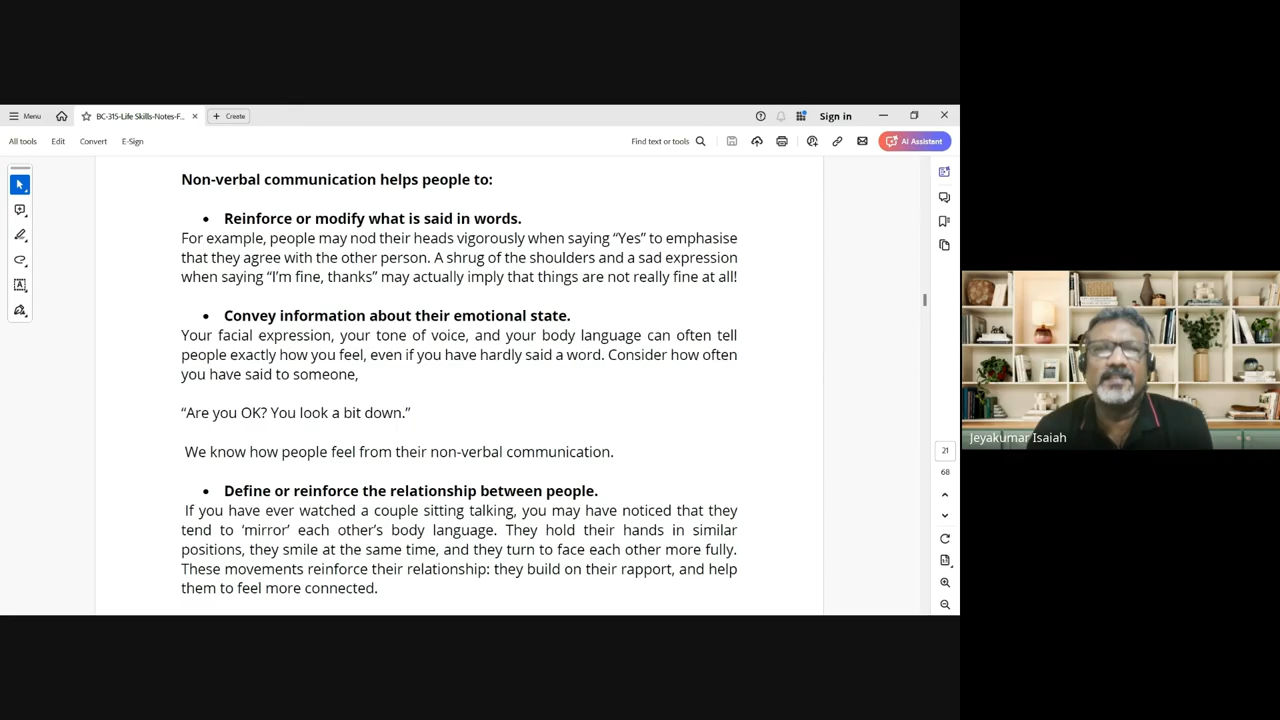 Menu
BC-315-Life Skills-Notes-F...
Create
Sign in
All tools
Edit
Convert
E-Sign
Find text or tools
AI Assistant
Non-verbal communication helps people to:
• Reinforce or modify what is said in words.
For example, people may nod their heads vigorously when saying “Yes” to emphasise
that they agree with the other person. A shrug of the shoulders and a sad expression
when saying “I’m fine, thanks” may actually imply that things are not really fine at all!
• Convey information about their emotional state.
Your facial expression, your tone of voice, and your body language can often tell
people exactly how you feel, even if you have hardly said a word. Consider how often
you have said to someone,
“Are you OK? You look a bit down.”
We know how people feel from their non-verbal communication.
• Define or reinforce the relationship between people.
If you have ever watched a couple sitting talking, you may have noticed that they
tend to ‘mirror’ each other’s body language. They hold their hands in similar
positions, they smile at the same time, and they turn to face each other more fully.
These movements reinforce their relationship: they build on their rapport, and help
them to feel more connected.
21
68
Jeyakumar Isaiah